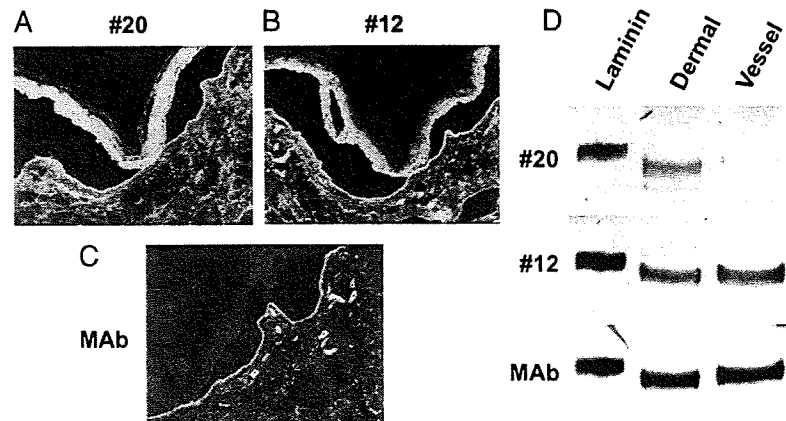 A #20
B #12
C
MAb
D
Laminin
Dermal
Vessel
#20
#12
MAb